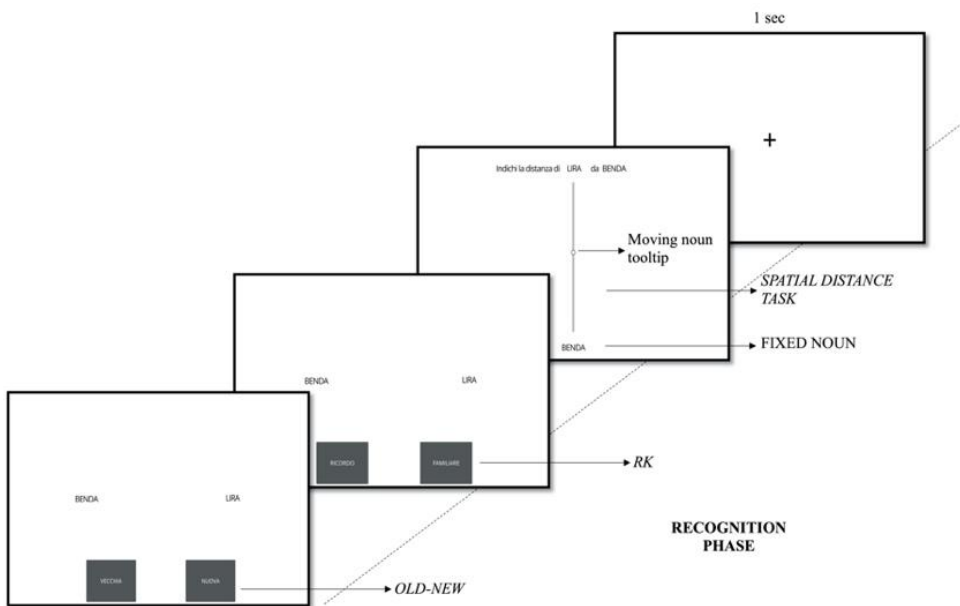 1 sec
+
Indichi la distanza di LIRA da BENDA
Moving noun
tooltip
SPATIAL DISTANCE
TASK
BENDA
FIXED NOUN
BENDA LIRA
RICORDO FAMILIARE
RK
BENDA LIRA
VECCHIA NUOVA
OLD-NEW
RECOGNITION
PHASE